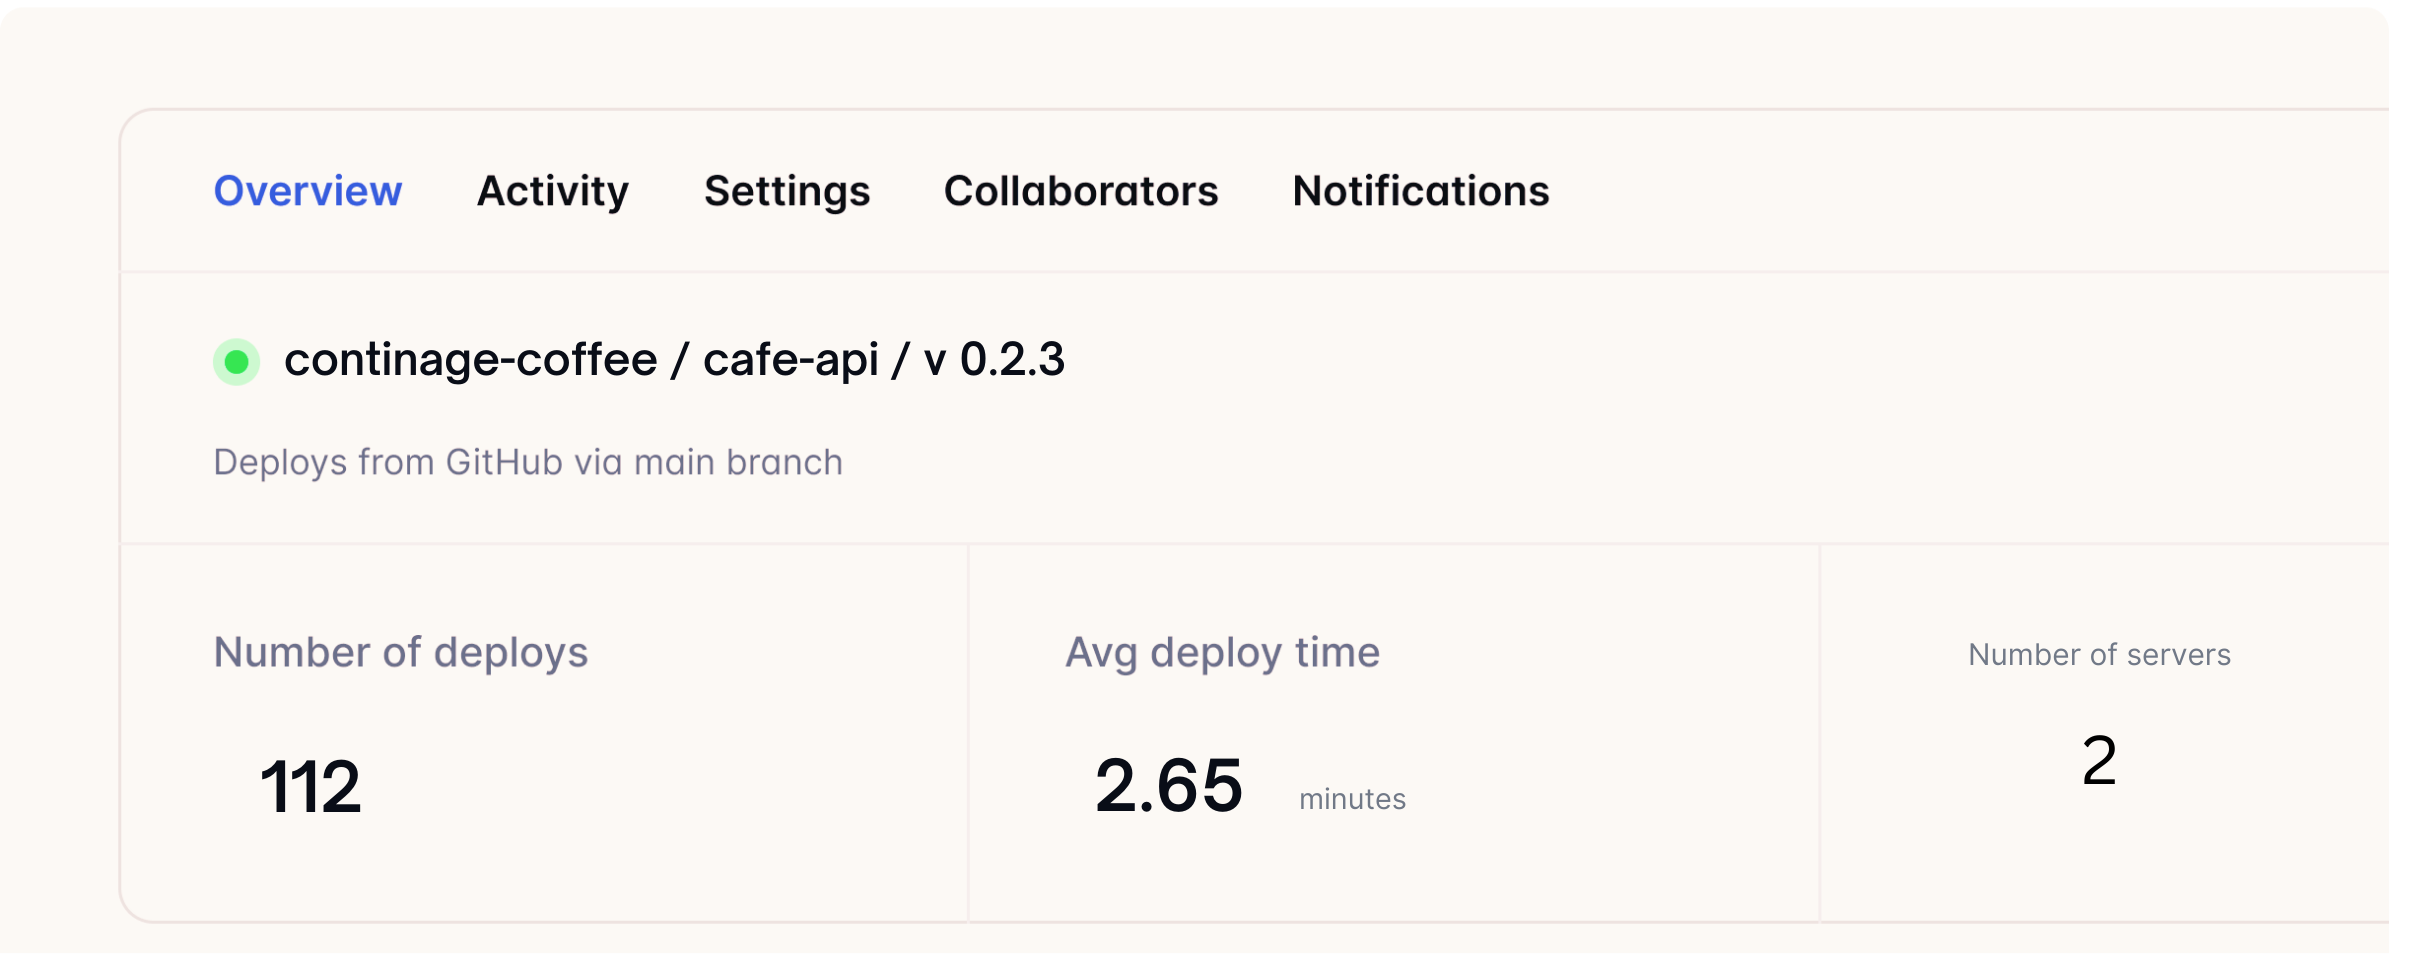 Overview Activity Settings Collaborators Notifications
continage-coffee / cafe-api / v 0.2.3
Deploys from GitHub via main branch
Number of deploys
112
Avg deploy time
2.65 minutes
Number of servers
2